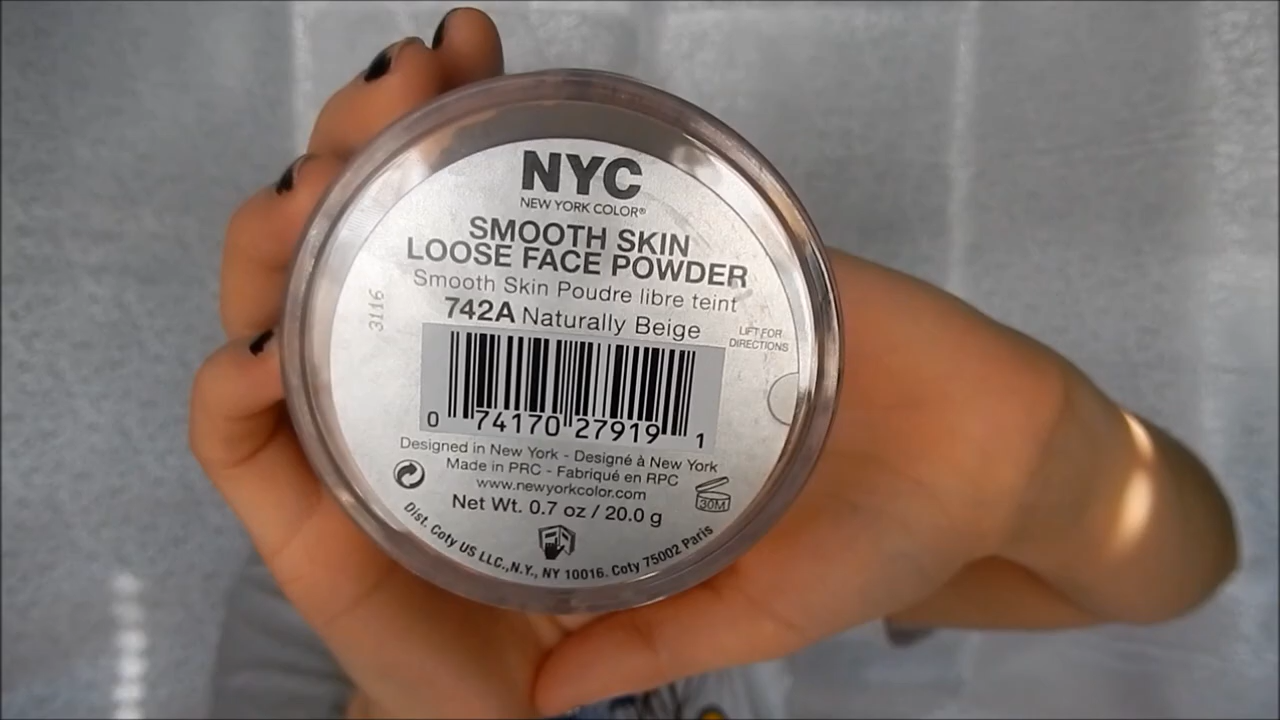 NYC
NEW YORK COLOR®
SMOOTH SKIN
LOOSE FACE POWDER
Smooth Skin Poudre libre teint
742A Naturally Beige
3116
LIFT FOR
DIRECTIONS
0 74170 27919 1
Designed in New York - Designé à New York
Made in PRC - Fabriqué en RPC
www.newyorkcolor.com
Net Wt. 0.7 oz / 20.0 g
30M
Dist. Coty US LLC.,N.Y., NY 10016. Coty 75002 Paris